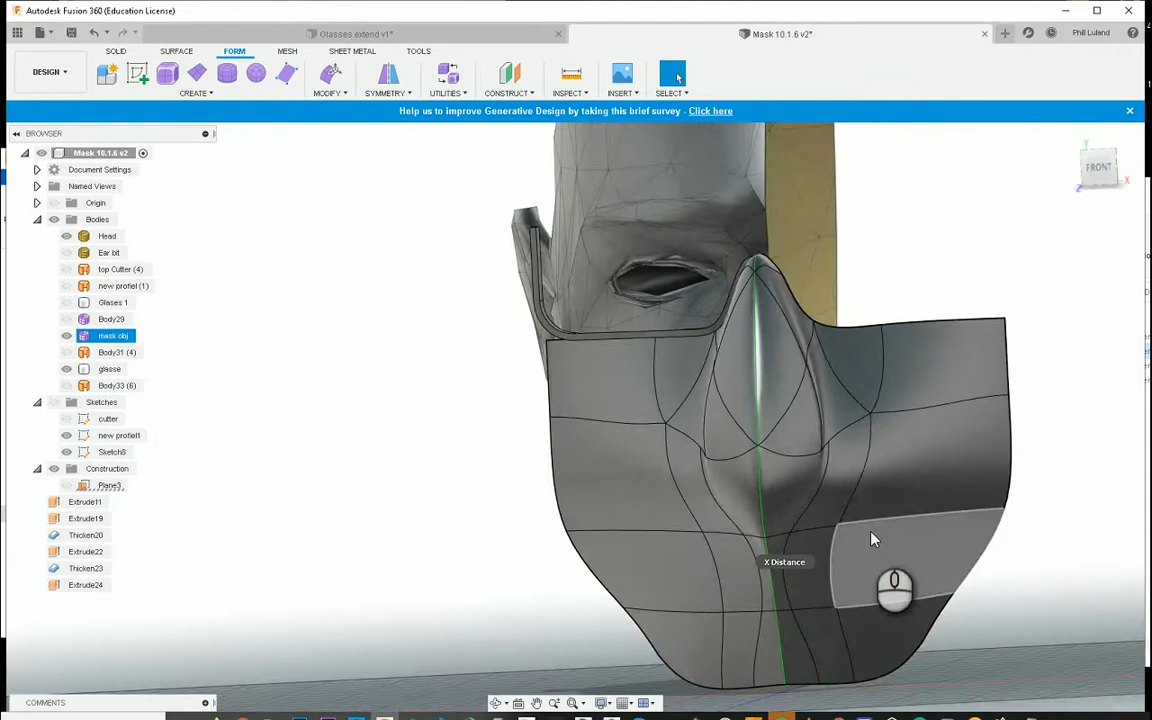 Autodesk Fusion 360 (Education License)
Glasses extend v1*
Mask 10.1.6 v2*
Phill Luland
DESIGN
SOLID SURFACE FORM MESH SHEET METAL TOOLS
CREATE MODIFY SYMMETRY UTILITIES CONSTRUCT INSPECT INSERT SELECT
Help us to improve Generative Design by taking this brief survey - Click here
BROWSER
Mask 10.1.6 v2
Document Settings
Named Views
Origin
Bodies
Head
Ear bit
top Cutter (4)
new profiel (1)
Glases 1
Body29
mask obj
Body31 (4)
glasse
Body33 (6)
Sketches
cutter
new profiel1
Sketch8
Construction
Plane3
Extrude11
Extrude19
Thicken20
Extrude22
Thicken23
Extrude24
FRONT
Y
X
Z
X Distance
COMMENTS